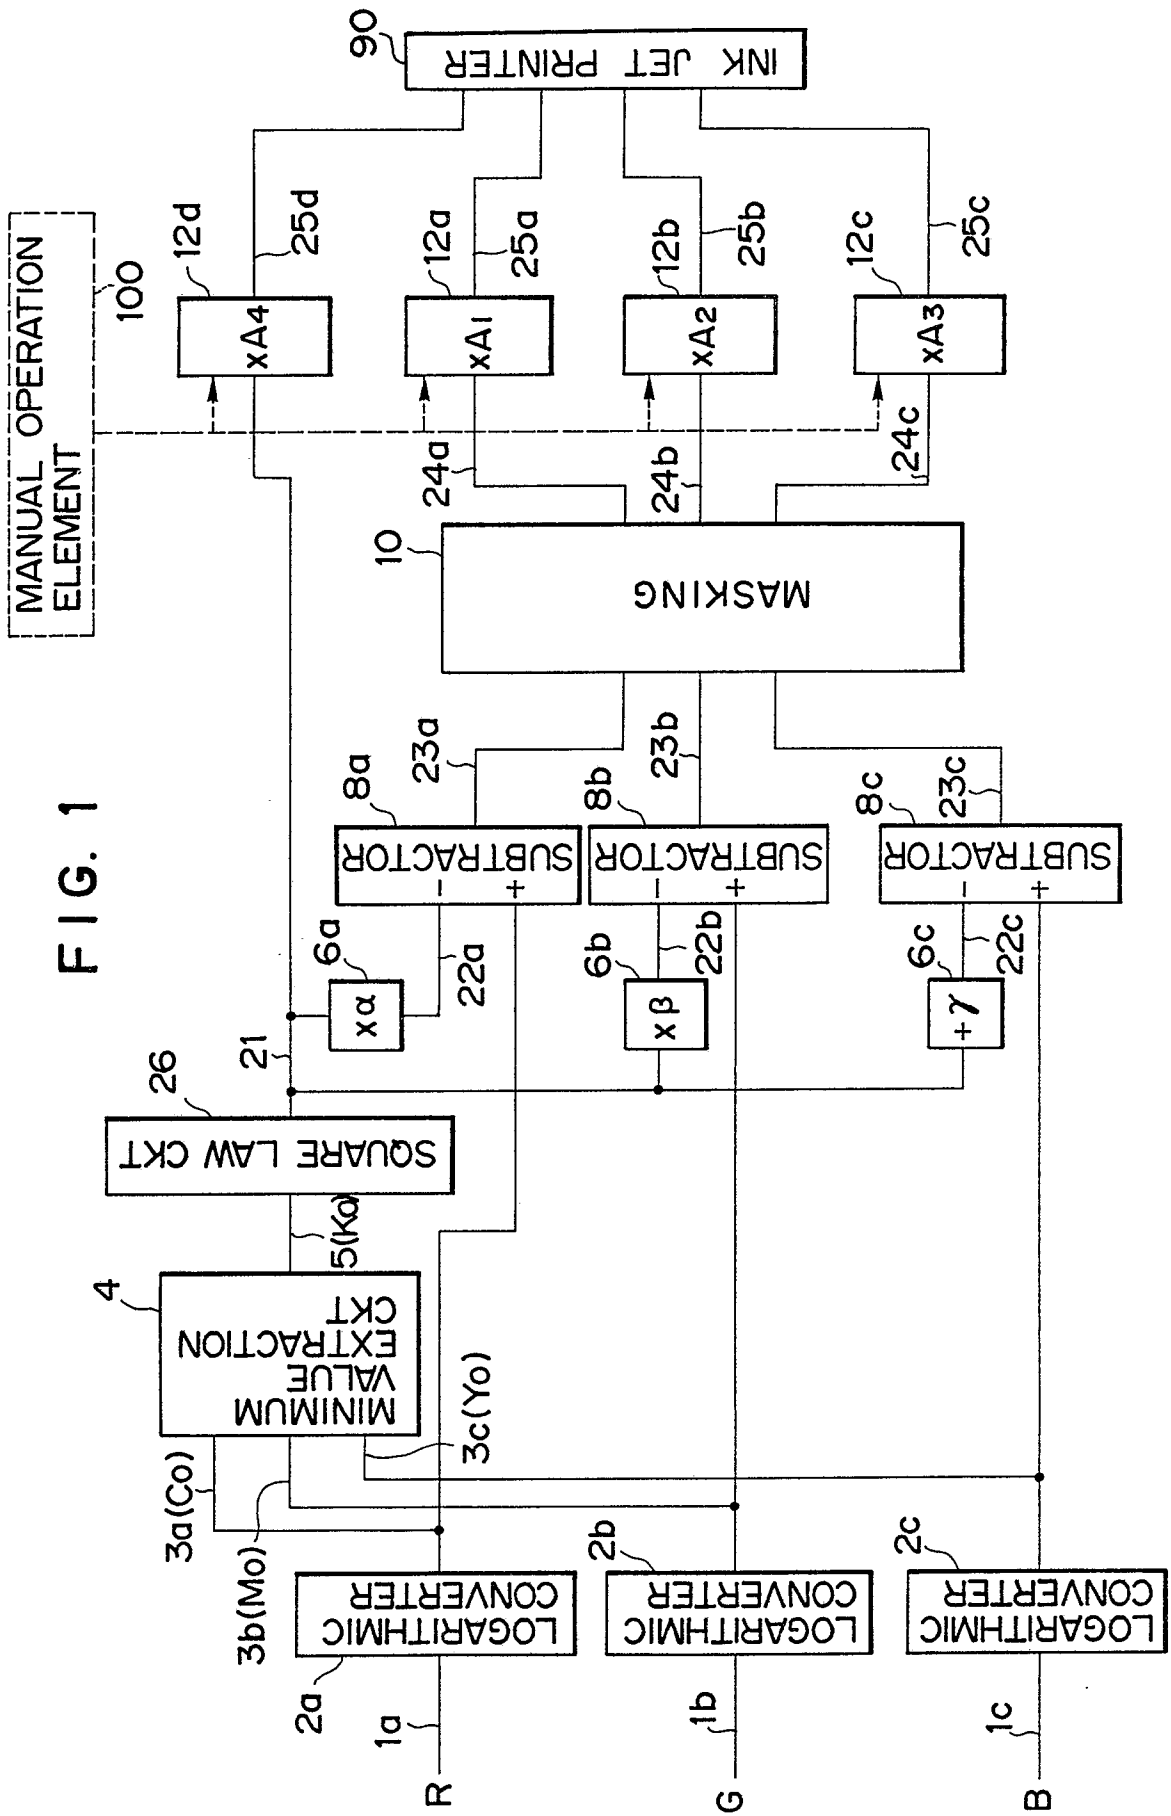 FIG. 1
MANUAL OPERATION
ELEMENT
100
R
1a
2a
LOGARITHMIC
CONVERTER
G
1b
2b
LOGARITHMIC
CONVERTER
B
1c
2c
LOGARITHMIC
CONVERTER
3a(Co)
3b(Mo)
3c(Yo)
4
MINIMUM
VALUE
EXTRACTION
CKT
5(Ko)
26
SQUARE LAW CKT
21
6a
xα
22a
6b
xβ
22b
6c
+γ
22c
8a
SUBTRACTOR
−
+
23a
8b
SUBTRACTOR
−
+
23b
8c
SUBTRACTOR
−
+
23c
10
MASKING
24a
24b
24c
12d
xA4
25d
12a
xA1
25a
12b
xA2
25b
12c
xA3
25c
90
INK JET PRINTER